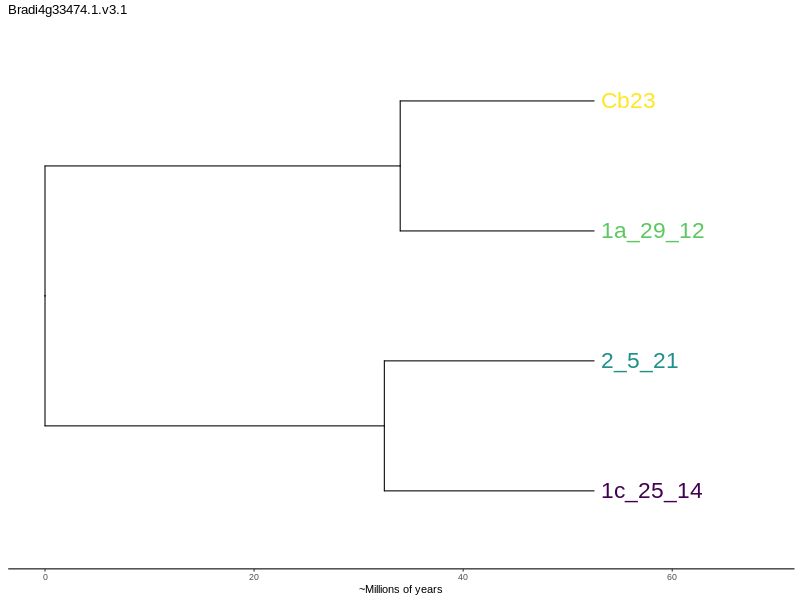 Bradi4g33474.1.v3.1
Cb23
1a_29_12
2_5_21
1c_25_14
0 20 40 60
~Millions of years